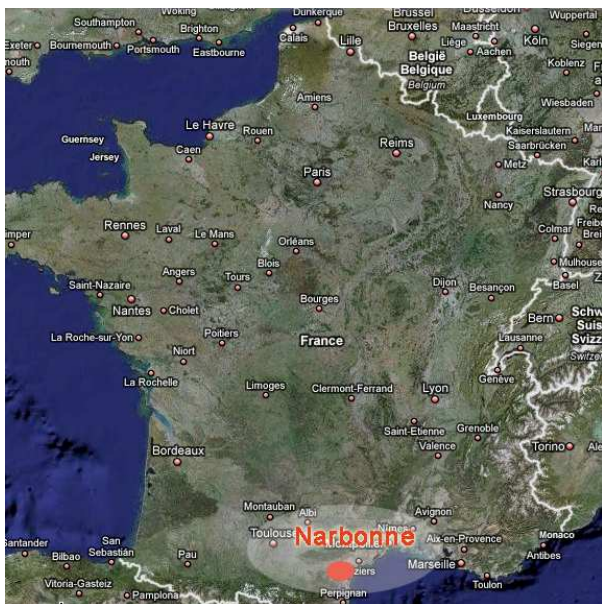 Woking
Southampton
Exeter
Bournemouth
Portsmouth
Eastbourne
Dunkerque
Calais
Lille
Brussel
Bruxelles
Maastricht
Liège
Aachen
Düsseldorf
Wuppertal
Köln
Siegen
België
Belgique
Belgium
Koblenz
Wiesbaden
Amiens
Luxembourg
Kaiserslautern
Saarbrücken
Guernsey
Jersey
Le Havre
Rouen
Caen
Reims
Paris
Metz
Nancy
Strasbourg
Rennes
Laval
Le Mans
Orléans
Colmar
Mulhouse
Basel
Angers
Blois
Tours
Saint-Nazaire
Nantes
Cholet
Bourges
Dijon
Besançon
Bern
Lausanne
La Roche-sur-Yon
Poitiers
Niort
France
Genève
La Rochelle
Limoges
Clermont-Ferrand
Lyon
Saint-Etienne
Grenoble
Valence
Torino
Bordeaux
Montauban
Albi
Avignon
Nîmes
Toulouse
Narbonne
Aix-en-Provence
Monaco
Antibes
Santander
Bilbao
San
Sebastián
Pau
ziers
Marseille
Toulon
Vitoria-Gasteiz
Pamplona
Perpignan